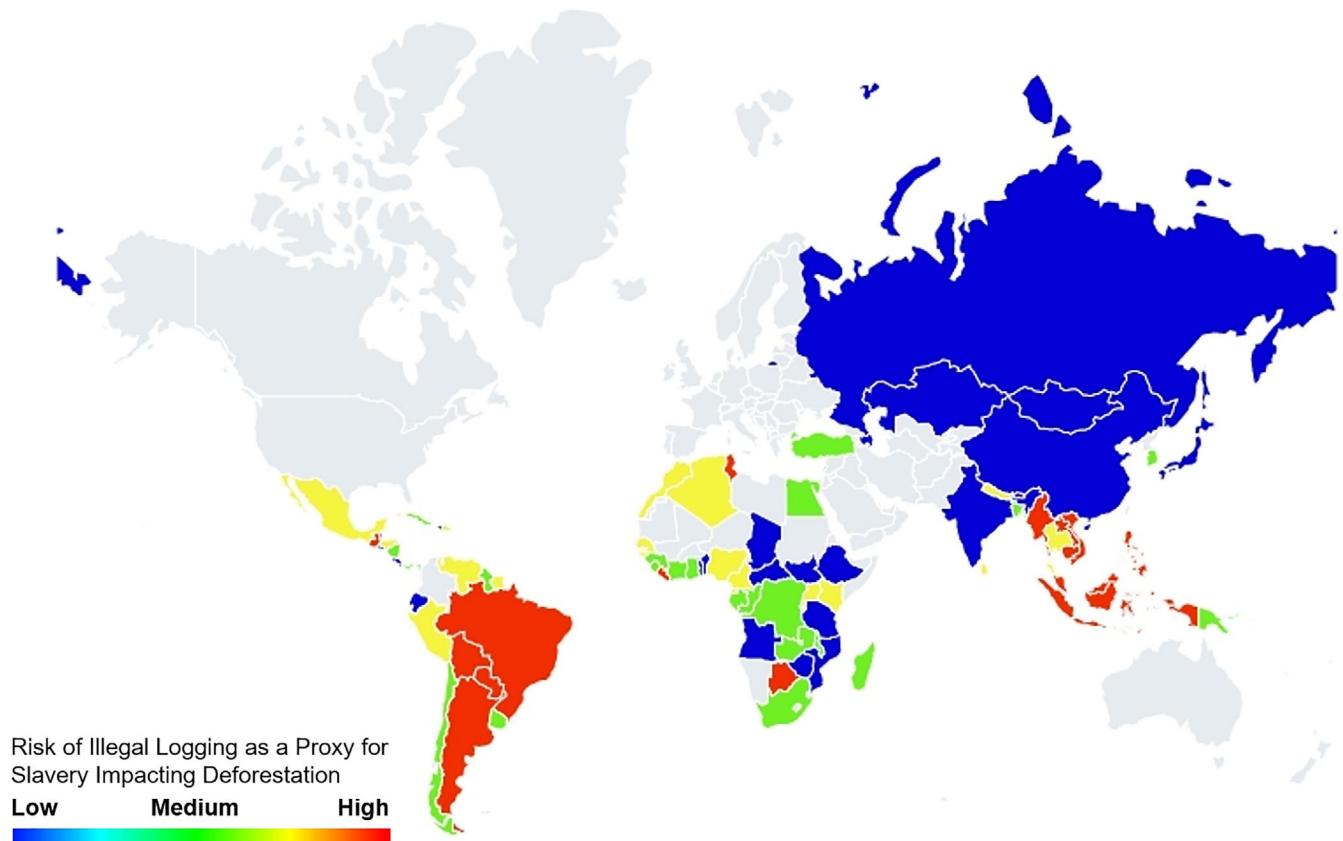 Risk of Illegal Logging as a Proxy for
Slavery Impacting Deforestation
Low Medium High